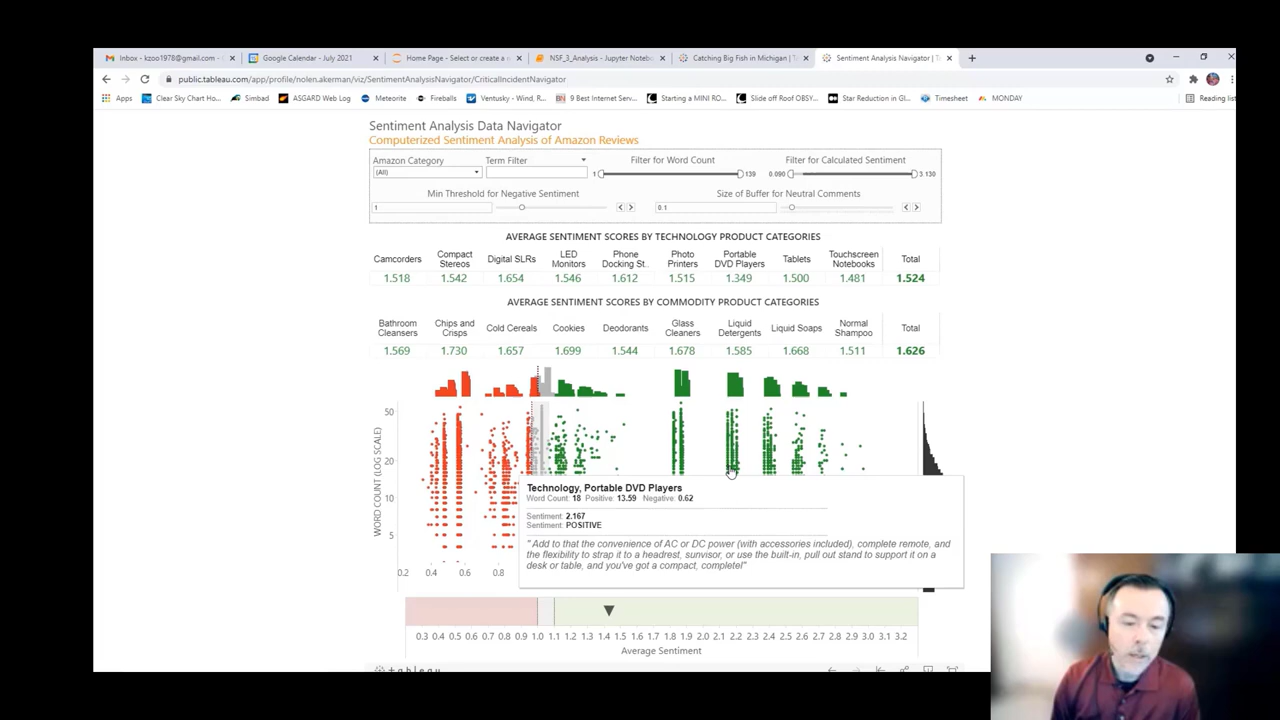 Inbox - kzoo1978@gmail.com -
Google Calendar - July 2021
Home Page - Select or create a
NSF_3_Analysis - Jupyter Notebo
Catching Big Fish in Michigan | T
Sentiment Analysis Navigator | T
public.tableau.com/app/profile/nolen.akerman/viz/SentimentAnalysisNavigator/CriticalIncidentNavigator
Apps Clear Sky Chart Ho... Simbad ASGARD Web Log Meteorite Fireballs Ventusky - Wind, R... 9 Best Internet Serv... Starting a MINI RO... Slide off Roof OBSY... Star Reduction in Gi... Timesheet MONDAY Reading list
Sentiment Analysis Data Navigator
Computerized Sentiment Analysis of Amazon Reviews
Amazon Category Term Filter Filter for Word Count Filter for Calculated Sentiment
(All) 1 139 0.090 3.130
Min Threshold for Negative Sentiment Size of Buffer for Neutral Comments
1 0.1
AVERAGE SENTIMENT SCORES BY TECHNOLOGY PRODUCT CATEGORIES
Camcorders Compact Stereos Digital SLRs LED Monitors Phone Docking St.. Photo Printers Portable DVD Players Tablets Touchscreen Notebooks Total
1.518 1.542 1.654 1.546 1.612 1.515 1.349 1.500 1.481 1.524
AVERAGE SENTIMENT SCORES BY COMMODITY PRODUCT CATEGORIES
Bathroom Cleansers Chips and Crisps Cold Cereals Cookies Deodorants Glass Cleaners Liquid Detergents Liquid Soaps Normal Shampoo Total
1.569 1.730 1.657 1.699 1.544 1.678 1.585 1.668 1.511 1.626
WORD COUNT (LOG SCALE)
50
20
10
5
0.2 0.4 0.6 0.8
Technology, Portable DVD Players
Word Count: 18 Positive: 13.59 Negative: 0.62
Sentiment: 2.167
Sentiment: POSITIVE
" Add to that the convenience of AC or DC power (with accessories included), complete remote, and
the flexibility to strap it to a headrest, sunvisor, or use the built-in, pull out stand to support it on a
desk or table, and you've got a compact, complete!"
0.3 0.4 0.5 0.6 0.7 0.8 0.9 1.0 1.1 1.2 1.3 1.4 1.5 1.6 1.7 1.8 1.9 2.0 2.1 2.2 2.3 2.4 2.5 2.6 2.7 2.8 2.9 3.0 3.1 3.2
Average Sentiment
+ableau